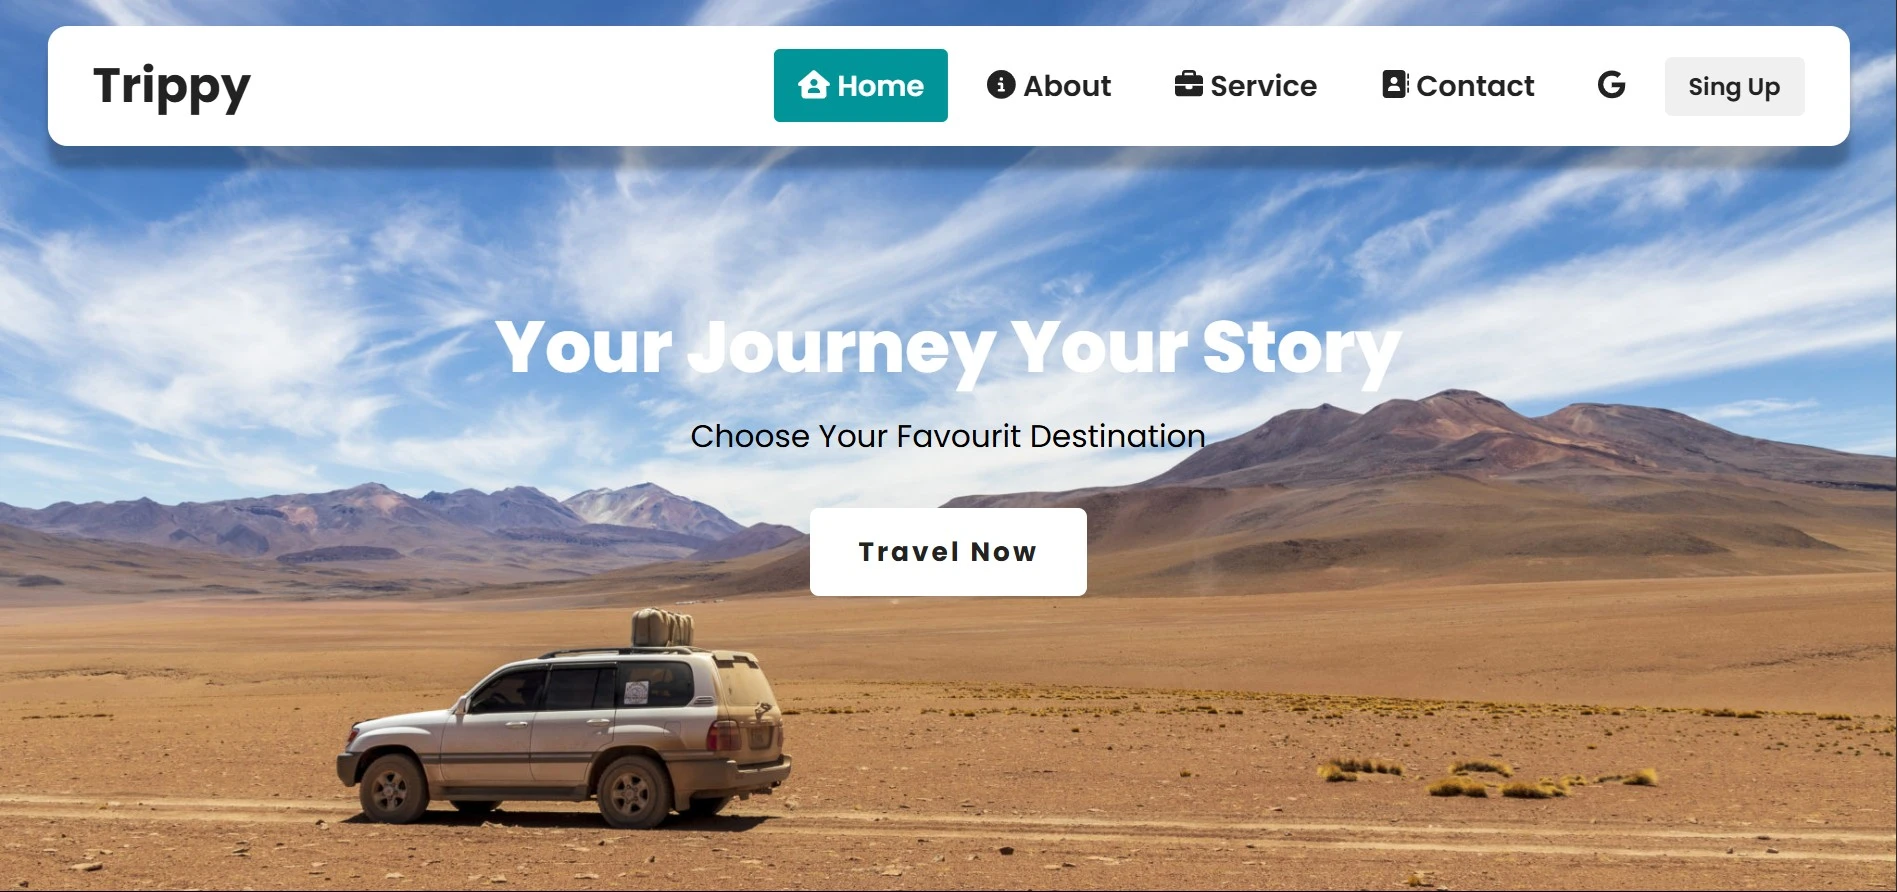 Trippy
Home About Service Contact G Sing Up
Your Journey Your Story
Choose Your Favourit Destination
Travel Now